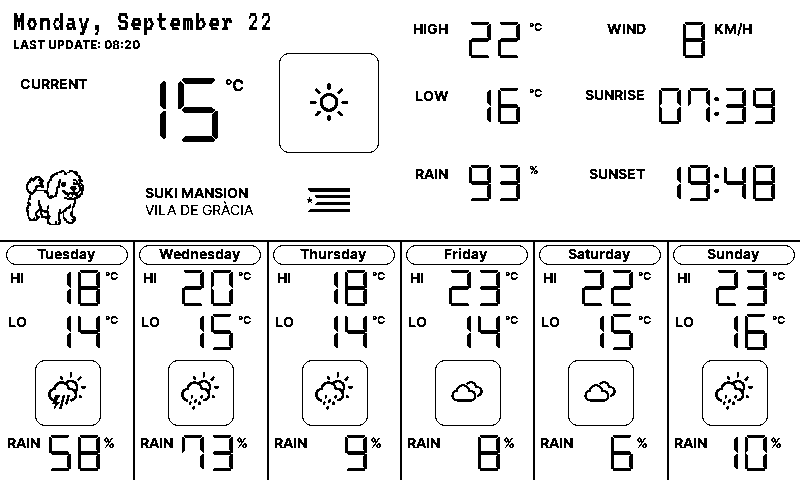 Monday, September 22
LAST UPDATE: 08:20
CURRENT 15 °C
HIGH 22 °C
LOW 16 °C
RAIN 93 %
WIND 8 KM/H
SUNRISE 07:39
SUNSET 19:48
SUKI MANSION
VILA DE GRÀCIA
Tuesday
HI 18 °C
LO 14 °C
RAIN 58 %
Wednesday
HI 20 °C
LO 15 °C
RAIN 73 %
Thursday
HI 18 °C
LO 14 °C
RAIN 9 %
Friday
HI 23 °C
LO 14 °C
RAIN 8 %
Saturday
HI 22 °C
LO 15 °C
RAIN 6 %
Sunday
HI 23 °C
LO 16 °C
RAIN 10 %